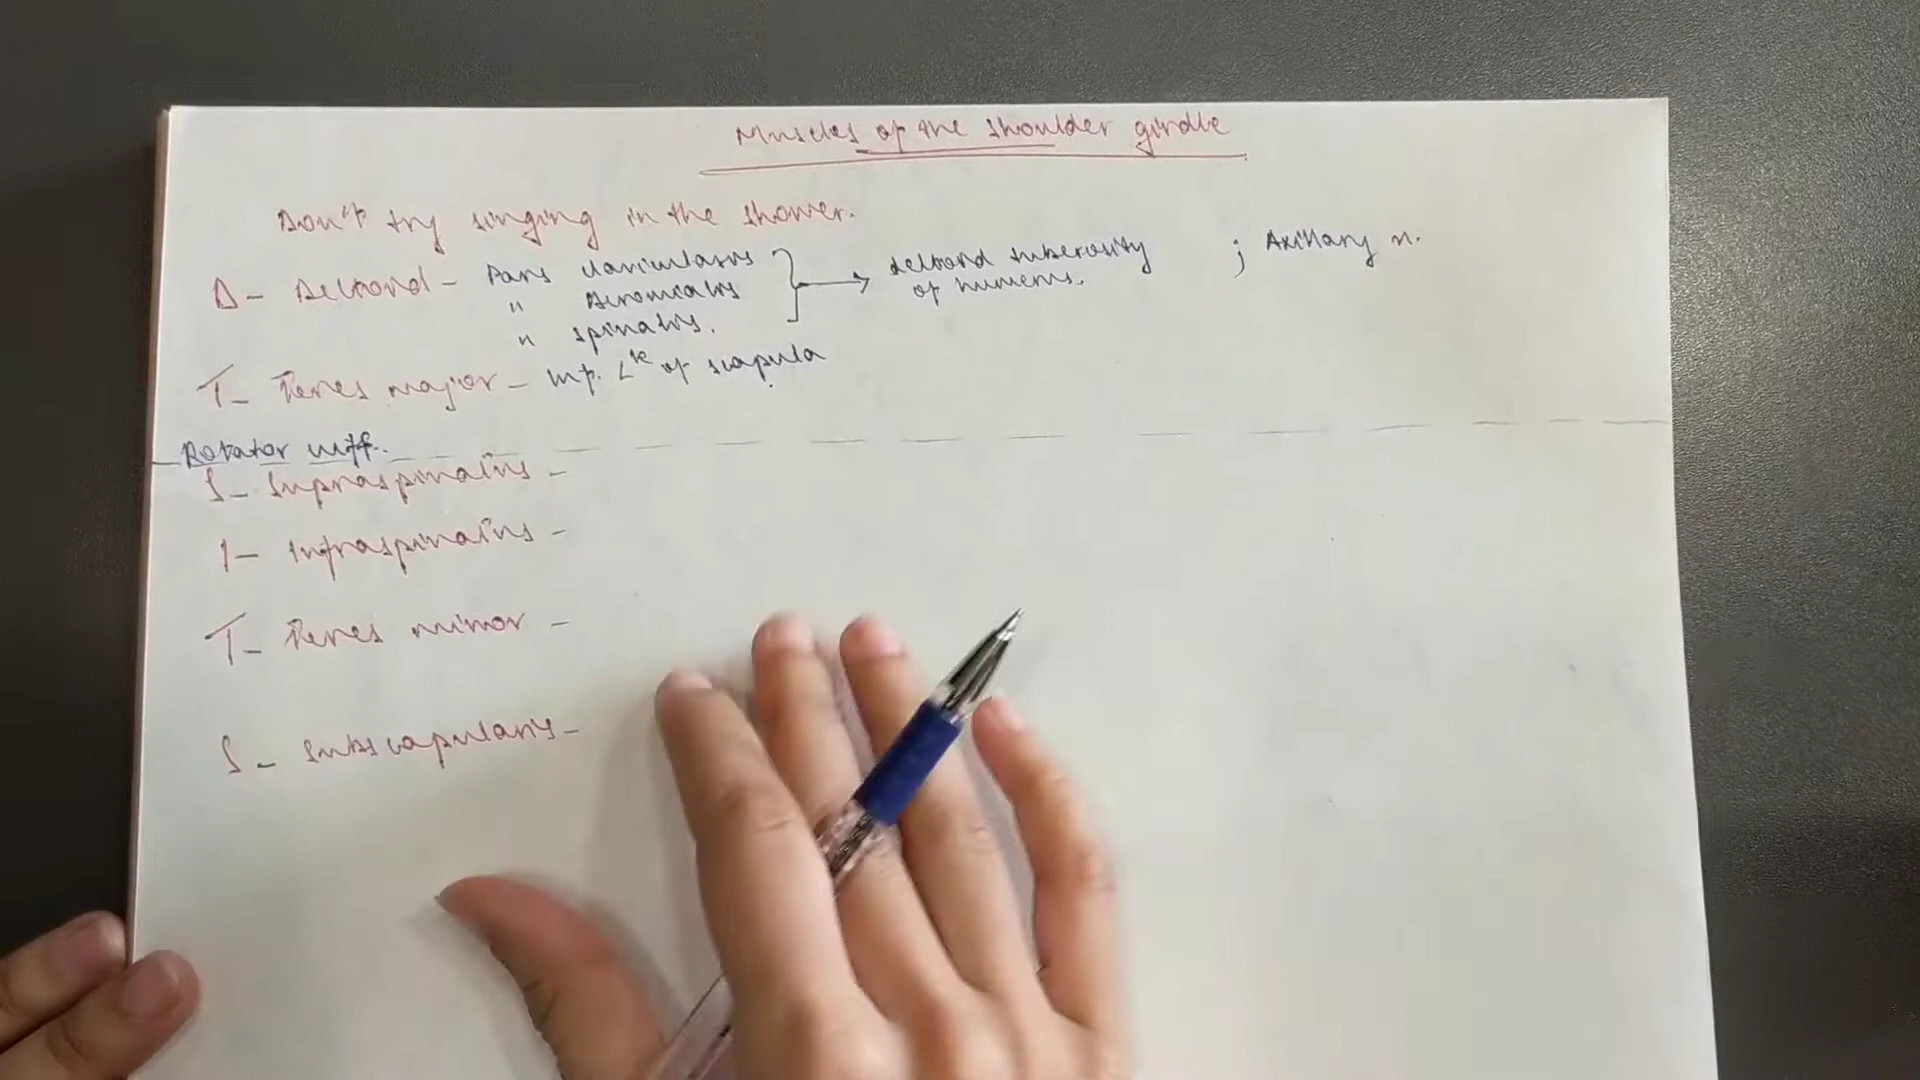 Muscles of the shoulder girdle
Don't try singing in the shower.
D - Deltoid - Pars clavicularis
" Acromialis
" spinalis.
deltoid tuberosity
of humerus.
; Axillary n.
T - Teres major - inf. L^le of scapula
Rotator cuff.
S - Supraspinatus -
I - Infraspinatus -
T - Teres minor -
S - Subscapularis -